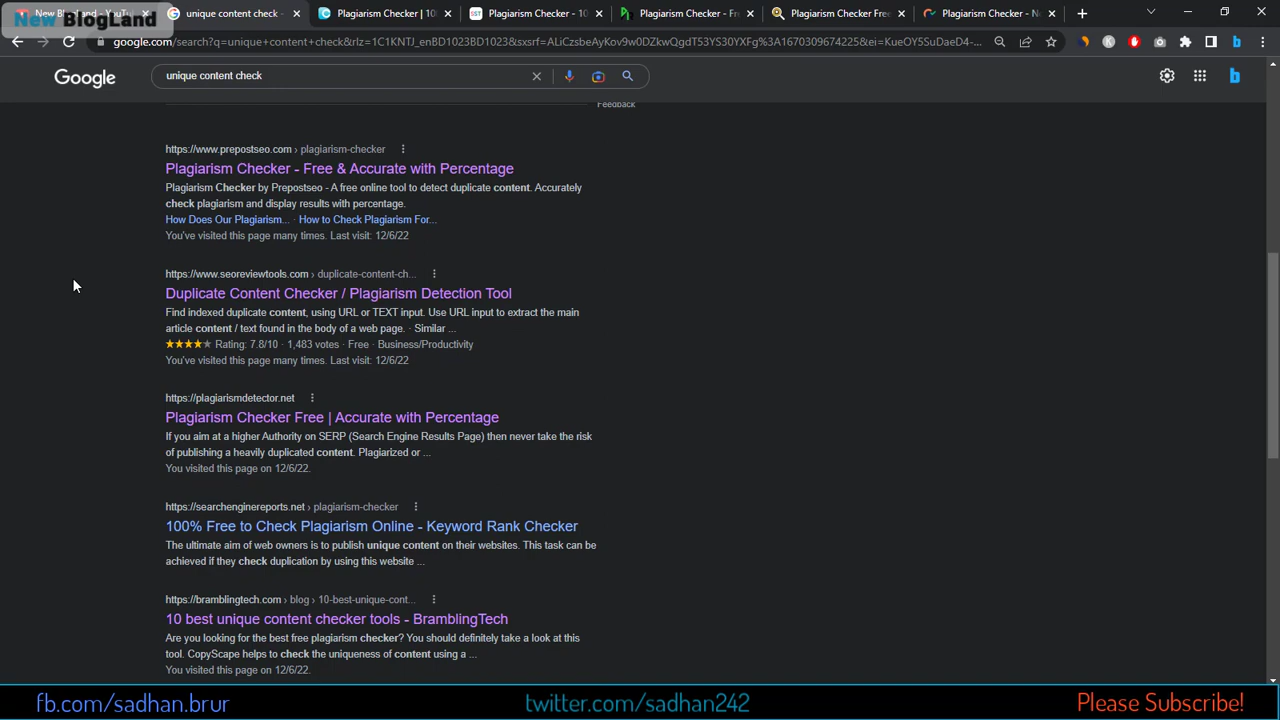 New BlogLand
New BlogLand - YouTu
unique content check -
Plagiarism Checker | 10
Plagiarism Checker - 10
Plagiarism Checker - Fr
Plagiarism Checker Free
Plagiarism Checker - N
google.com/search?q=unique+content+check&rlz=1C1KNTJ_enBD1023BD1023&sxsrf=ALiCzsbeAyKov9w0DZkwQgdT53YS30YXFg%3A1670309674225&ei=KueOY5SuDaeD4-...
Google
unique content check
Feedback
https://www.prepostseo.com › plagiarism-checker
Plagiarism Checker - Free & Accurate with Percentage
Plagiarism Checker by Prepostseo - A free online tool to detect duplicate content. Accurately
check plagiarism and display results with percentage.
How Does Our Plagiarism... · How to Check Plagiarism For...
You've visited this page many times. Last visit: 12/6/22
https://www.seoreviewtools.com › duplicate-content-ch...
Duplicate Content Checker / Plagiarism Detection Tool
Find indexed duplicate content, using URL or TEXT input. Use URL input to extract the main
article content / text found in the body of a web page. · Similar ...
Rating: 7.8/10 · 1,483 votes · Free · Business/Productivity
You've visited this page many times. Last visit: 12/6/22
https://plagiarismdetector.net
Plagiarism Checker Free | Accurate with Percentage
If you aim at a higher Authority on SERP (Search Engine Results Page) then never take the risk
of publishing a heavily duplicated content. Plagiarized or ...
You visited this page on 12/6/22.
https://searchenginereports.net › plagiarism-checker
100% Free to Check Plagiarism Online - Keyword Rank Checker
The ultimate aim of web owners is to publish unique content on their websites. This task can be
achieved if they check duplication by using this website ...
https://bramblingtech.com › blog › 10-best-unique-cont...
10 best unique content checker tools - BramblingTech
Are you looking for the best free plagiarism checker? You should definitely take a look at this
tool. CopyScape helps to check the uniqueness of content using a ...
You visited this page on 12/6/22.
fb.com/sadhan.brur
twitter.com/sadhan242
Please Subscribe!